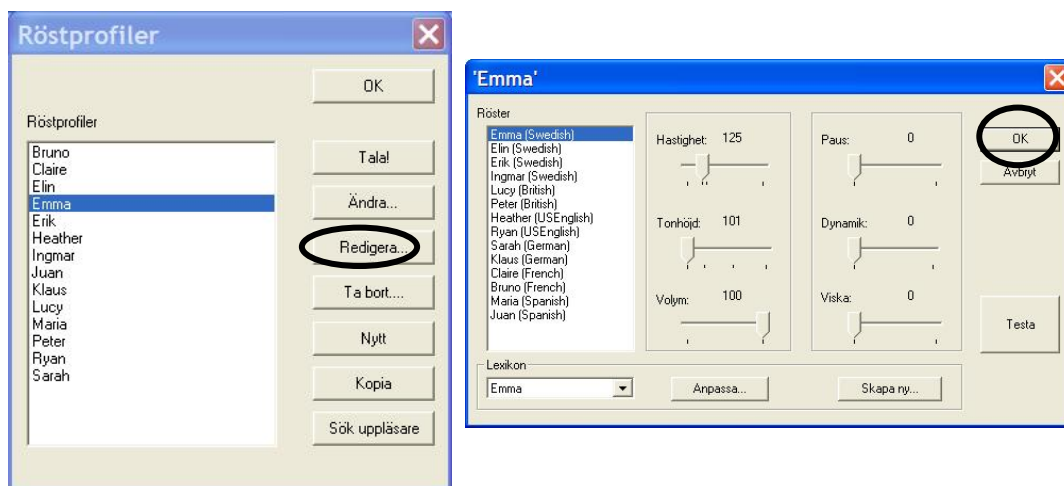 Röstprofiler
OK
Röstprofiler
Bruno
Claire
Elin
Emma
Erik
Heather
Ingmar
Juan
Klaus
Lucy
Maria
Peter
Ryan
Sarah
Tala!
Ändra...
Redigera...
Ta bort....
Nytt
Kopia
Sök uppläsare
'Emma'
Röster
Emma (Swedish)
Elin (Swedish)
Erik (Swedish)
Ingmar (Swedish)
Lucy (British)
Peter (British)
Heather (USEnglish)
Ryan (USEnglish)
Sarah (German)
Klaus (German)
Claire (French)
Bruno (French)
Maria (Spanish)
Juan (Spanish)
Hastighet: 125
Tonhöjd: 101
Volym: 100
Paus: 0
Dynamik: 0
Viska: 0
OK
Avbryt
Testa
Lexikon
Emma
Anpassa...
Skapa ny...